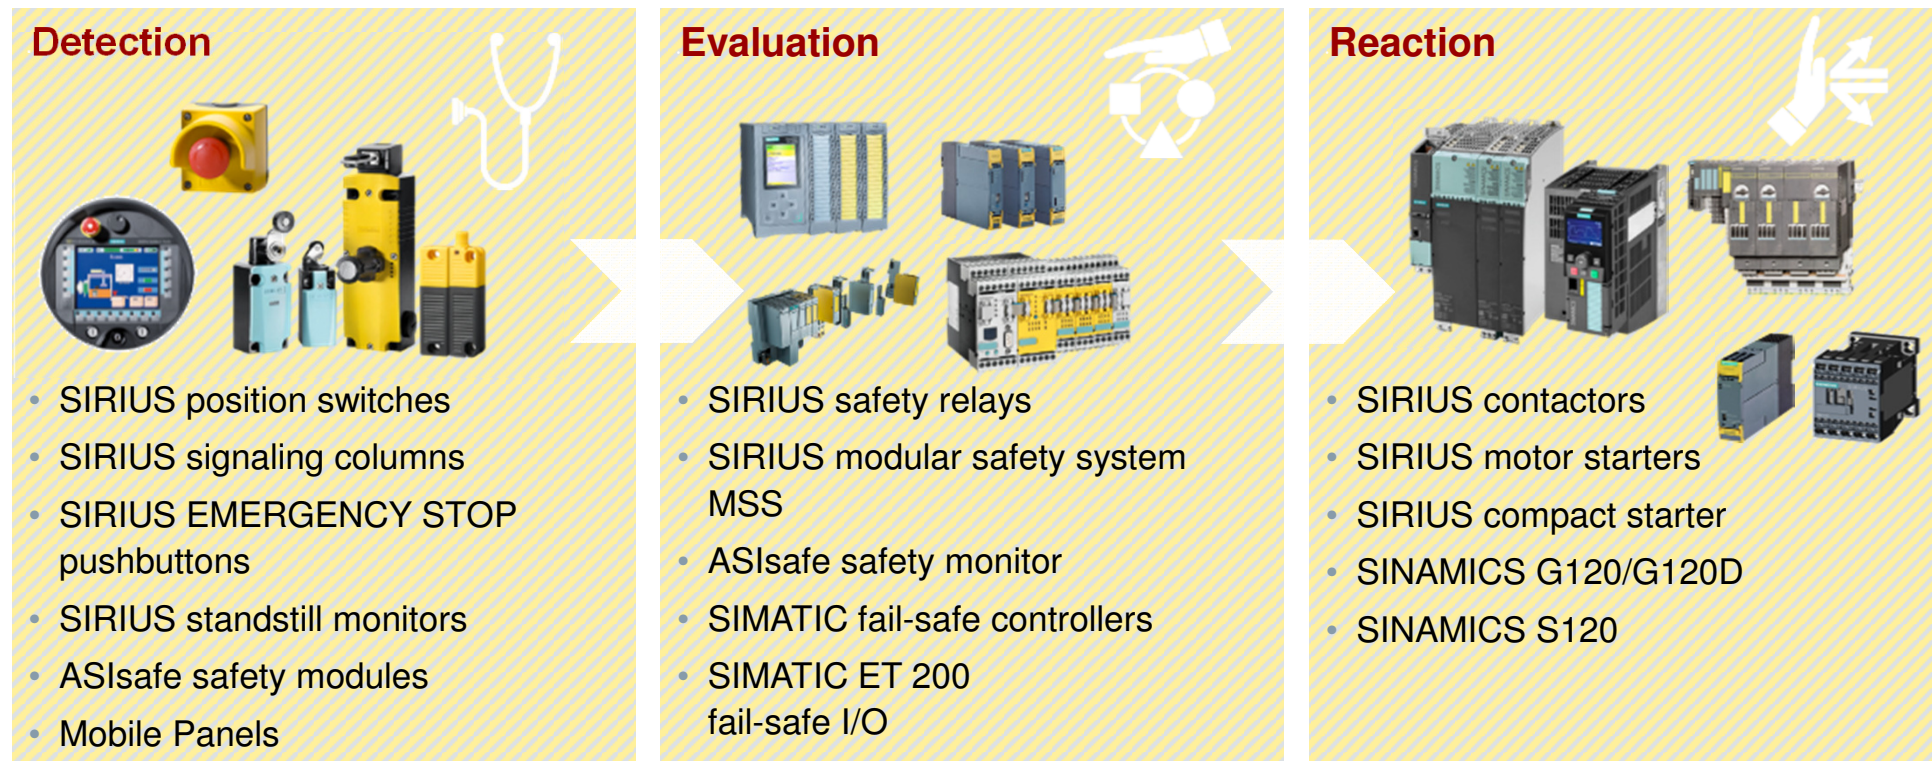 Detection
• SIRIUS position switches
• SIRIUS signaling columns
• SIRIUS EMERGENCY STOP
pushbuttons
• SIRIUS standstill monitors
• ASIsafe safety modules
• Mobile Panels
Evaluation
• SIRIUS safety relays
• SIRIUS modular safety system
MSS
• ASIsafe safety monitor
• SIMATIC fail-safe controllers
• SIMATIC ET 200
fail-safe I/O
Reaction
• SIRIUS contactors
• SIRIUS motor starters
• SIRIUS compact starter
• SINAMICS G120/G120D
• SINAMICS S120